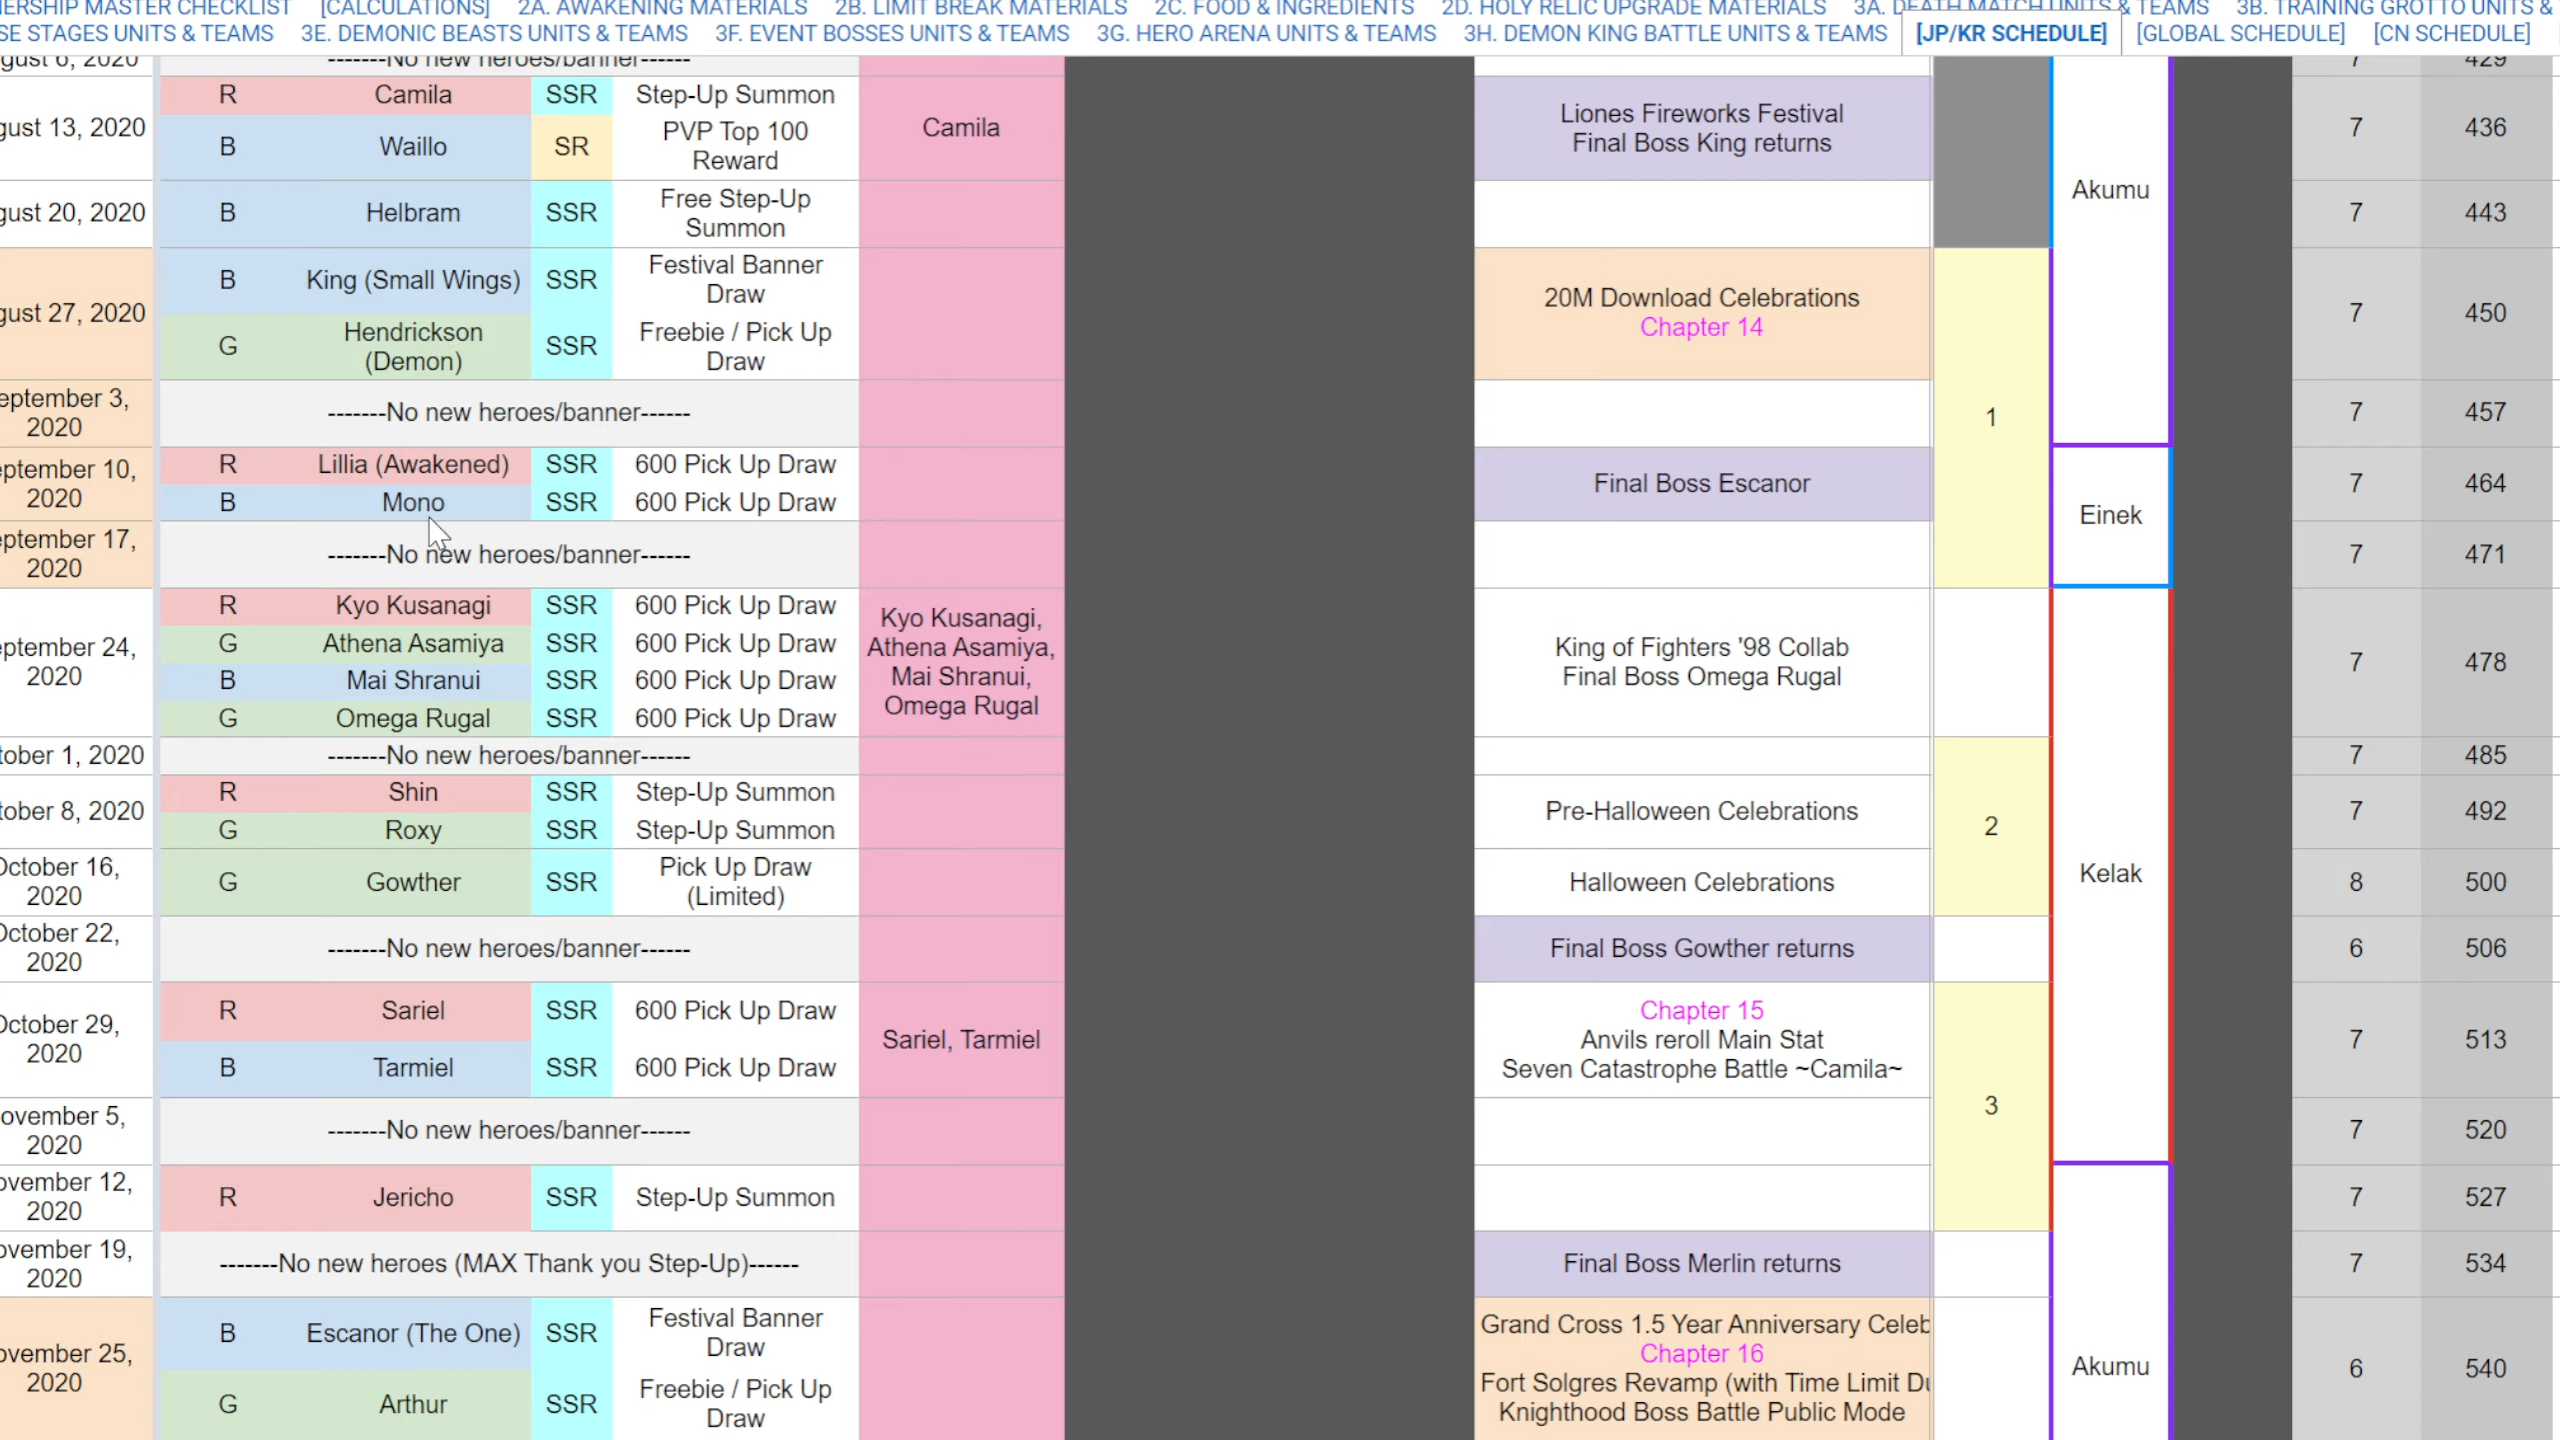 NERSHIP MASTER CHECKLIST [CALCULATIONS] 2A. AWAKENING MATERIALS 2B. LIMIT BREAK MATERIALS 2C. FOOD & INGREDIENTS 2D. HOLY RELIC UPGRADE MATERIALS 3A. DEATH MATCH UNITS & TEAMS 3B. TRAINING GROTTO UNITS &
SE STAGES UNITS & TEAMS 3E. DEMONIC BEASTS UNITS & TEAMS 3F. EVENT BOSSES UNITS & TEAMS 3G. HERO ARENA UNITS & TEAMS 3H. DEMON KING BATTLE UNITS & TEAMS [JP/KR SCHEDULE] [GLOBAL SCHEDULE] [CN SCHEDULE]
gust 6, 2020 -------No new heroes/banner------ 7 429
gust 13, 2020
R Camila SSR Step-Up Summon
B Waillo SR PVP Top 100
Reward
Camila
Liones Fireworks Festival
Final Boss King returns
7 436
Akumu
gust 20, 2020
B Helbram SSR Free Step-Up
Summon
7 443
gust 27, 2020
B King (Small Wings) SSR Festival Banner
Draw
G Hendrickson
(Demon) SSR Freebie / Pick Up
Draw
20M Download Celebrations
Chapter 14
7 450
eptember 3,
2020
-------No new heroes/banner------
1
7 457
eptember 10,
2020
R Lillia (Awakened) SSR 600 Pick Up Draw
B Mono SSR 600 Pick Up Draw
Final Boss Escanor
7 464
Einek
eptember 17,
2020
-------No new heroes/banner------
7 471
eptember 24,
2020
R Kyo Kusanagi SSR 600 Pick Up Draw
G Athena Asamiya SSR 600 Pick Up Draw
B Mai Shranui SSR 600 Pick Up Draw
G Omega Rugal SSR 600 Pick Up Draw
Kyo Kusanagi,
Athena Asamiya,
Mai Shranui,
Omega Rugal
King of Fighters '98 Collab
Final Boss Omega Rugal
7 478
tober 1, 2020 -------No new heroes/banner------ 7 485
tober 8, 2020
R Shin SSR Step-Up Summon
G Roxy SSR Step-Up Summon
Pre-Halloween Celebrations
2
7 492
Kelak
October 16,
2020
G Gowther SSR Pick Up Draw
(Limited)
Halloween Celebrations
8 500
October 22,
2020
-------No new heroes/banner------
Final Boss Gowther returns
6 506
October 29,
2020
R Sariel SSR 600 Pick Up Draw
B Tarmiel SSR 600 Pick Up Draw
Sariel, Tarmiel
Chapter 15
Anvils reroll Main Stat
Seven Catastrophe Battle ~Camila~
7 513
3
ovember 5,
2020
-------No new heroes/banner------
7 520
ovember 12,
2020
R Jericho SSR Step-Up Summon
7 527
ovember 19,
2020
-------No new heroes (MAX Thank you Step-Up)------
Final Boss Merlin returns
7 534
ovember 25,
2020
B Escanor (The One) SSR Festival Banner
Draw
G Arthur SSR Freebie / Pick Up
Draw
Grand Cross 1.5 Year Anniversary Celeb
Chapter 16
Fort Solgres Revamp (with Time Limit Du
Knighthood Boss Battle Public Mode
Akumu
6 540